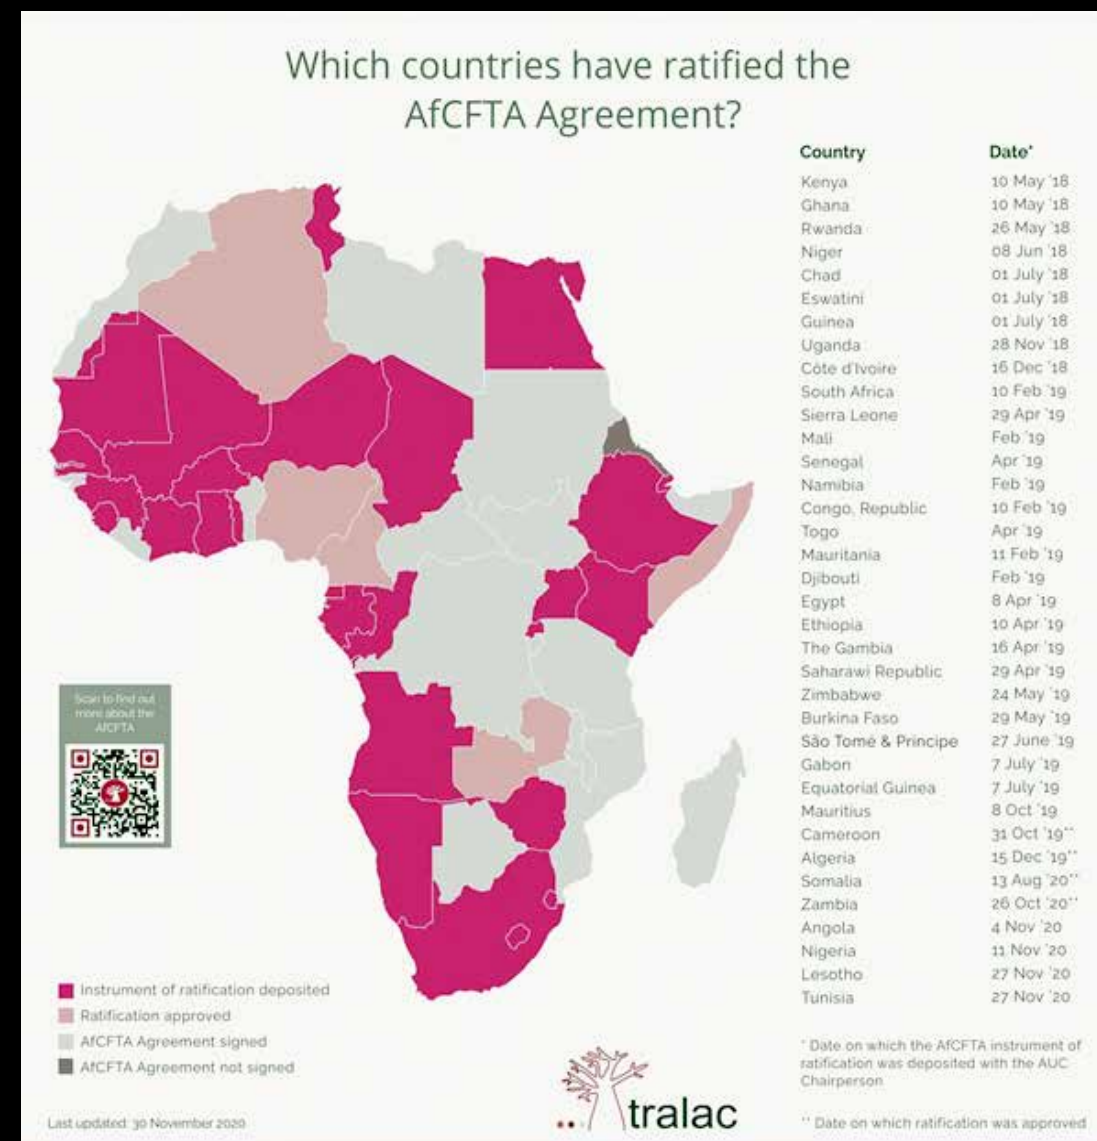 Which countries have ratified the
AfCFTA Agreement?
Country Date*
Kenya 10 May '18
Ghana 10 May '18
Rwanda 26 May '18
Niger 08 Jun '18
Chad 01 July '18
Eswatini 01 July '18
Guinea 01 July '18
Uganda 28 Nov '18
Côte d'Ivoire 16 Dec '18
South Africa 10 Feb '19
Sierra Leone 29 Apr '19
Mali Feb '19
Senegal Apr '19
Namibia Feb '19
Congo, Republic 10 Feb '19
Togo Apr '19
Mauritania 11 Feb '19
Djibouti Feb '19
Egypt 8 Apr '19
Ethiopia 10 Apr '19
The Gambia 16 Apr '19
Saharawi Republic 29 Apr '19
Zimbabwe 24 May '19
Burkina Faso 29 May '19
São Tomé & Príncipe 27 June '19
Gabon 7 July '19
Equatorial Guinea 7 July '19
Mauritius 8 Oct '19
Cameroon 31 Oct '19**
Algeria 15 Dec '19**
Somalia 13 Aug '20**
Zambia 26 Oct '20**
Angola 4 Nov '20
Nigeria 11 Nov '20
Lesotho 27 Nov '20
Tunisia 27 Nov '20
* Date on which the AfCFTA instrument of
ratification was deposited with the AUC
Chairperson
** Date on which ratification was approved
Scan to find out
more about the
AfCFTA
Instrument of ratification deposited
Ratification approved
AfCFTA Agreement signed
AfCFTA Agreement not signed
Last updated: 30 November 2020
tralac